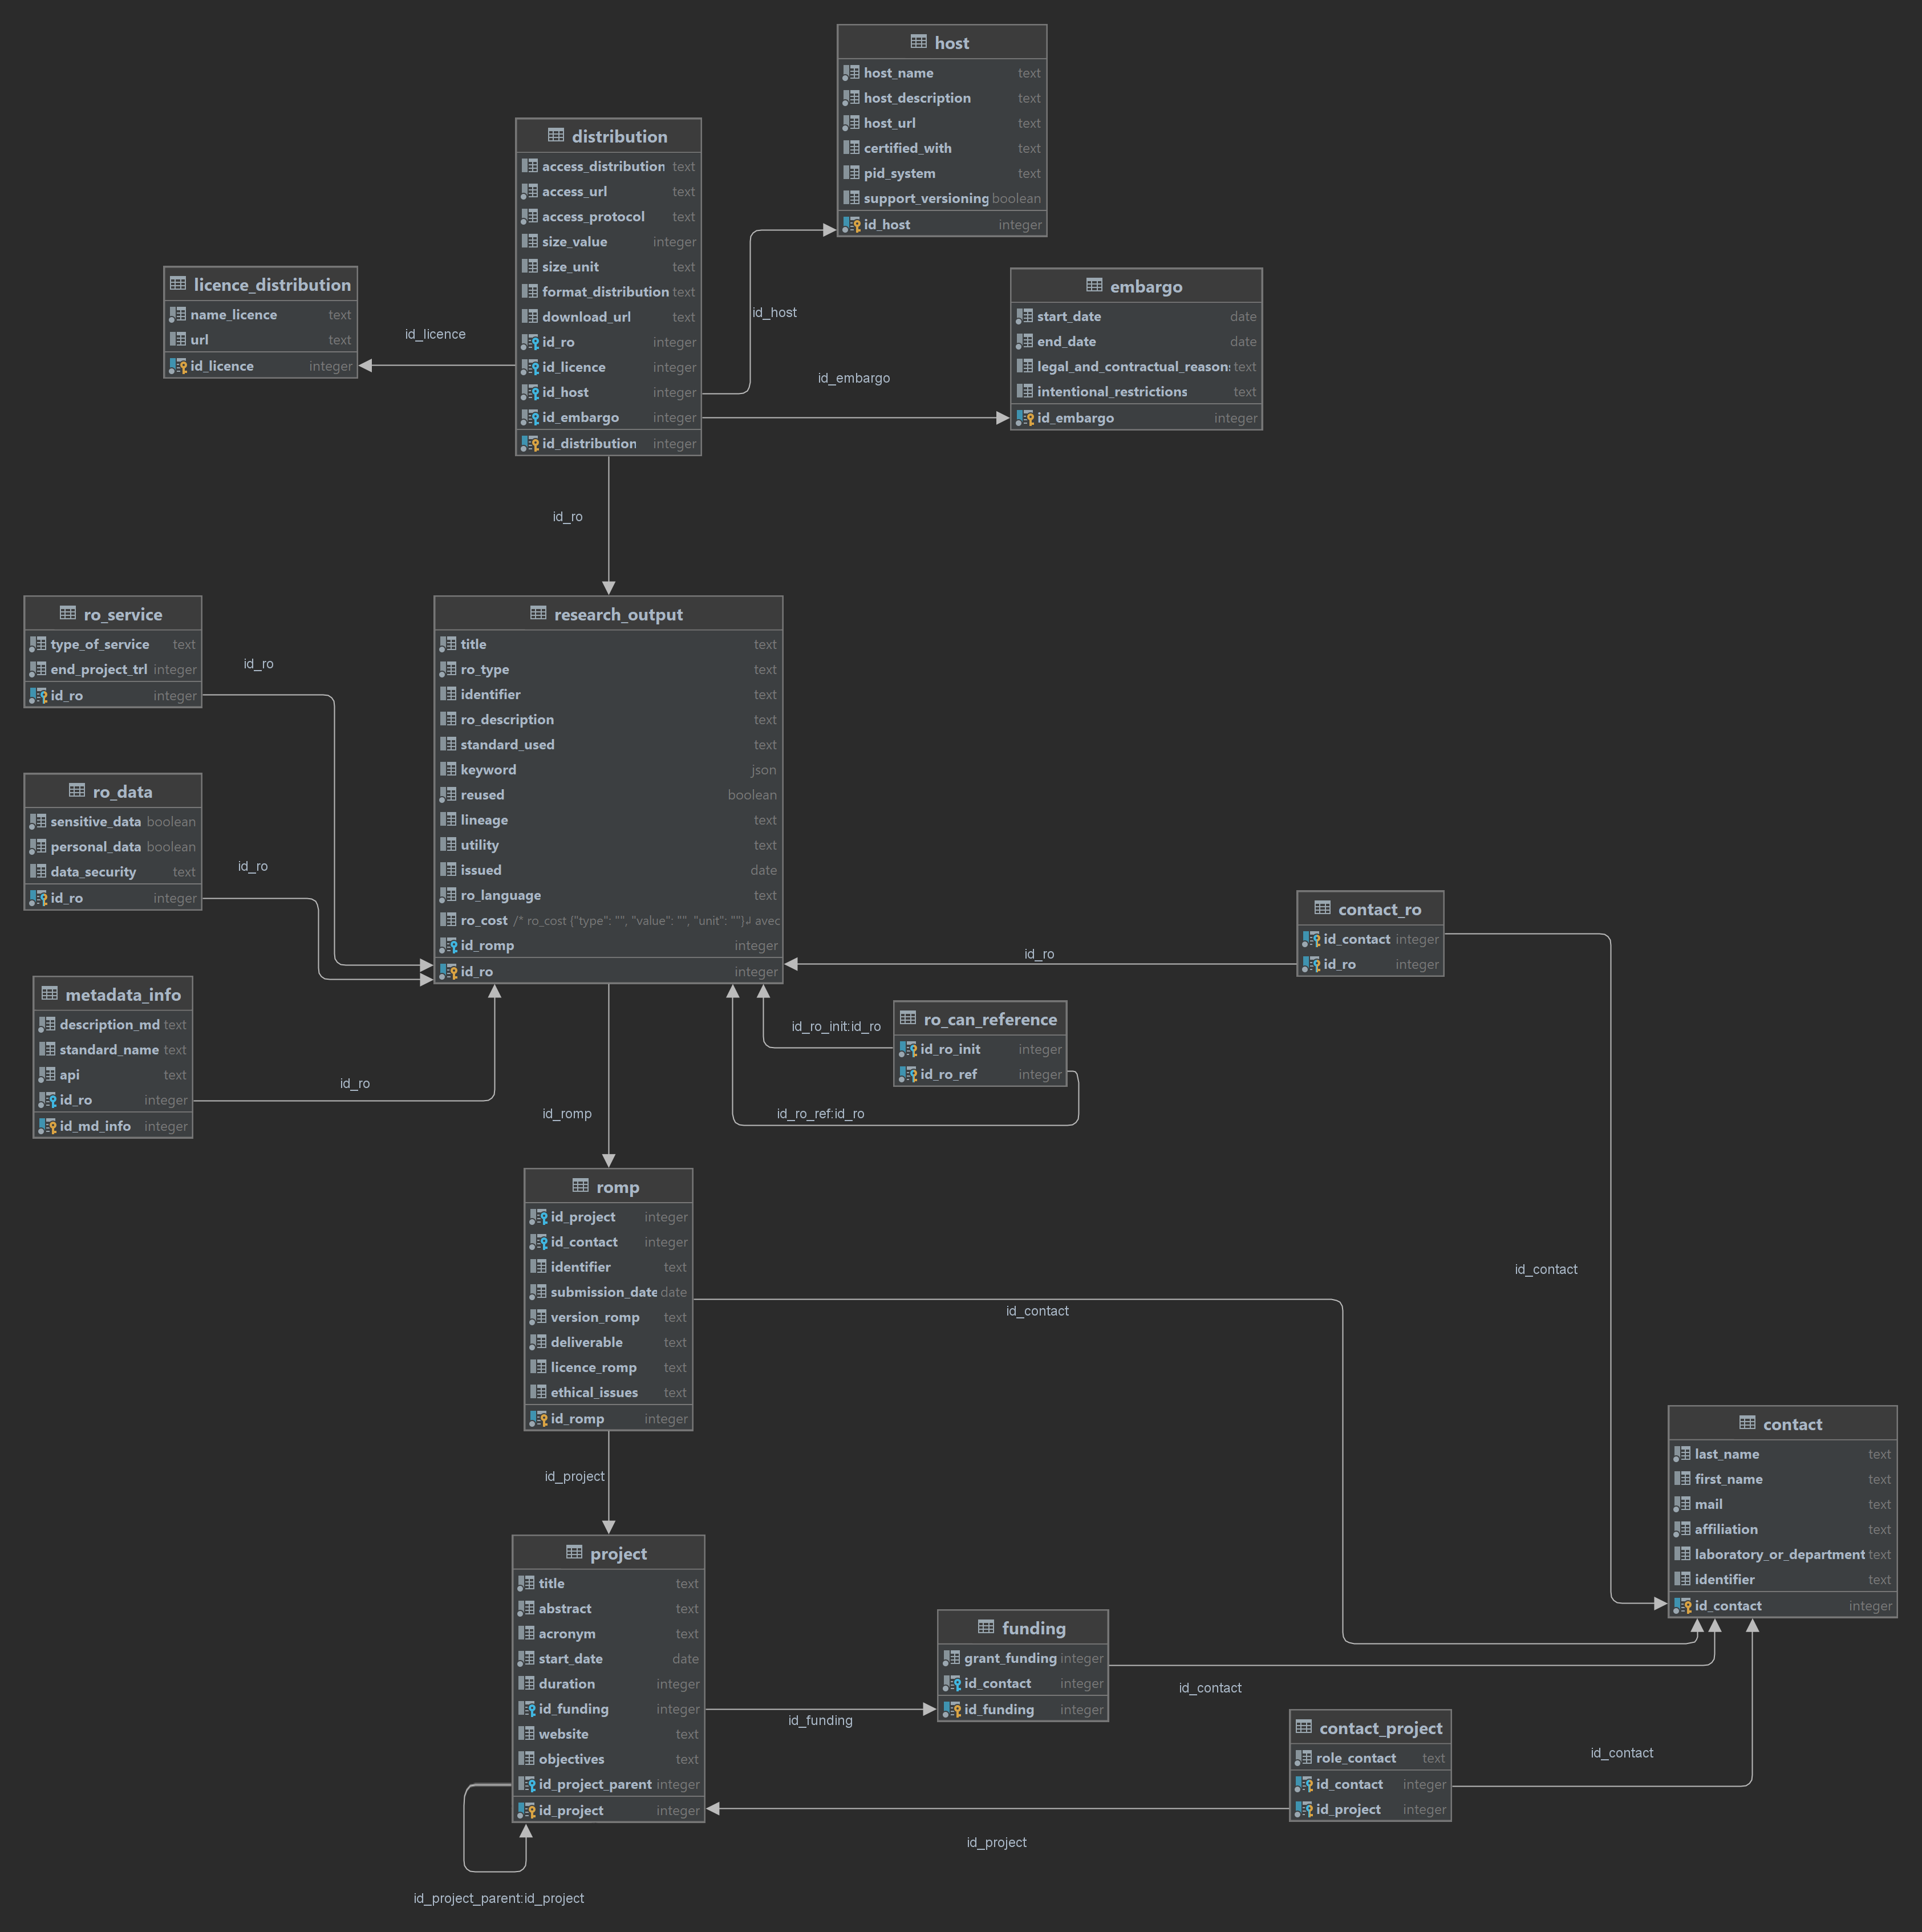 host
host_name text
host_description text
host_url text
certified_with text
pid_system text
support_versioning boolean
id_host integer
distribution
access_distribution text
access_url text
access_protocol text
size_value integer
size_unit text
format_distribution text
download_url text
id_ro integer
id_licence integer
id_host integer
id_embargo integer
id_distribution integer
licence_distribution
name_licence text
url text
id_licence integer
id_licence
id_host
id_embargo
embargo
start_date date
end_date date
legal_and_contractual_reason text
intentional_restrictions text
id_embargo integer
id_ro
ro_service
type_of_service text
end_project_trl integer
id_ro integer
id_ro
ro_data
sensitive_data boolean
personal_data boolean
data_security text
id_ro integer
id_ro
research_output
title text
ro_type text
identifier text
ro_description text
standard_used text
keyword json
reused boolean
lineage text
utility text
issued date
ro_language text
ro_cost /* ro_cost {"type": "", "value": "", "unit": ""}↲ avec
id_romp integer
id_ro integer
contact_ro
id_contact integer
id_ro integer
id_ro
metadata_info
description_md text
standard_name text
api text
id_ro integer
id_md_info integer
id_ro
ro_can_reference
id_ro_init integer
id_ro_ref integer
id_ro_init:id_ro
id_ro_ref:id_ro
id_romp
romp
id_project integer
id_contact integer
identifier text
submission_date date
version_romp text
deliverable text
licence_romp text
ethical_issues text
id_romp integer
id_contact
id_contact
contact
last_name text
first_name text
mail text
affiliation text
laboratory_or_department text
identifier text
id_contact integer
id_project
project
title text
abstract text
acronym text
start_date date
duration integer
id_funding integer
website text
objectives text
id_project_parent integer
id_project integer
id_funding
funding
grant_funding integer
id_contact integer
id_funding integer
id_contact
contact_project
role_contact text
id_contact integer
id_project integer
id_contact
id_project
id_project_parent:id_project